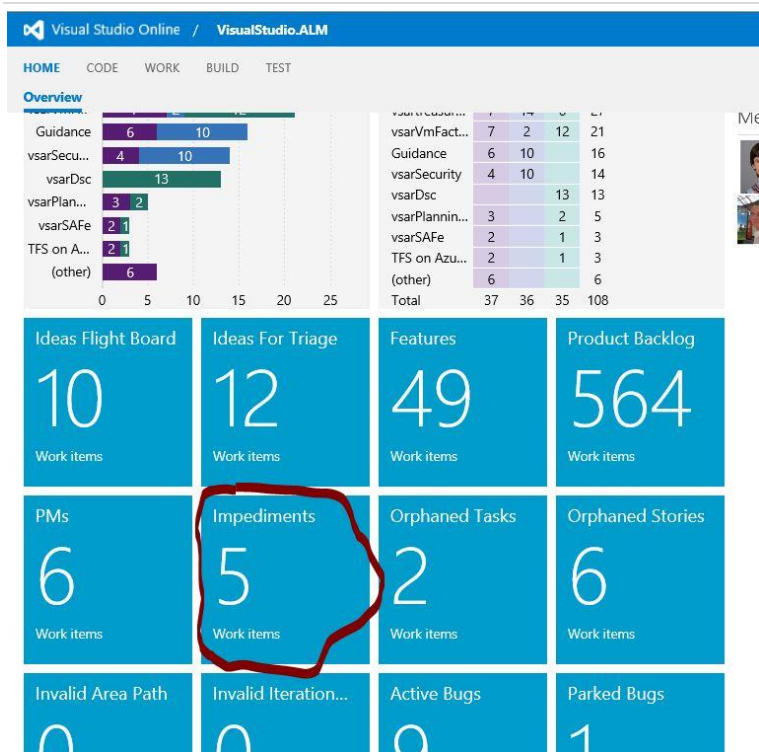 Visual Studio Online / VisualStudio.ALM
HOME CODE WORK BUILD TEST
Overview
2 12
Guidance 6 10
vsarSecu... 4 10
vsarDsc 13
vsarPlan... 3 2
vsarSAFe 2 1
TFS on A... 2 1
(other) 6
0 5 10 15 20 25
vsarVmFact... 7 2 12 21
Guidance 6 10 16
vsarSecurity 4 10 14
vsarDsc 13 13
vsarPlannin... 3 2 5
vsarSAFe 2 1 3
TFS on Azu... 2 1 3
(other) 6 6
Total 37 36 35 108
Me
Ideas Flight Board
10
Work items
Ideas For Triage
12
Work items
Features
49
Work items
Product Backlog
564
Work items
PMs
6
Work items
Impediments
5
Work items
Orphaned Tasks
2
Work items
Orphaned Stories
6
Work items
Invalid Area Path
0
Invalid Iteration...
0
Active Bugs
Parked Bugs
1